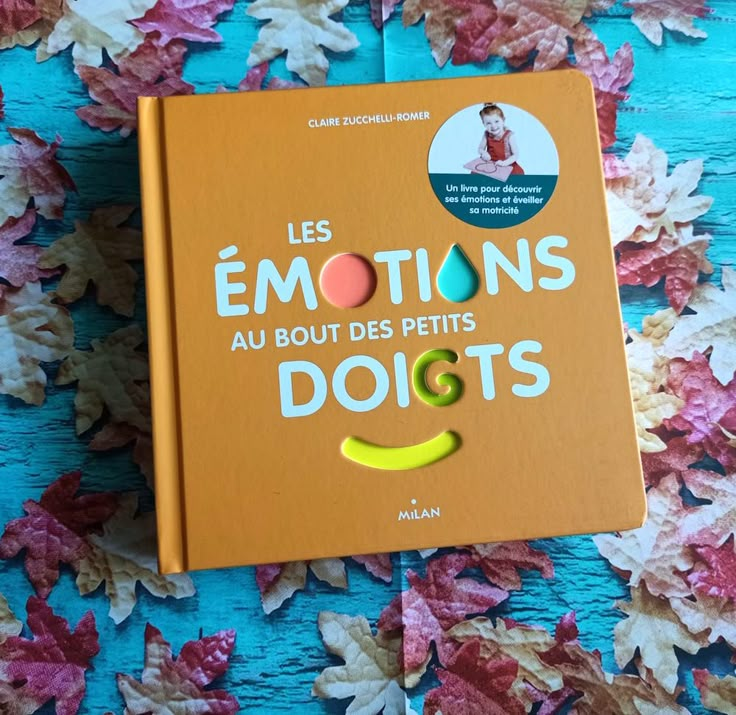 CLAIRE ZUCCHELLI-ROMER
Un livre pour découvrir
ses émotions et éveiller
sa motricité
LES
ÉMOTIONS
AU BOUT DES PETITS
DOIGTS
MiLAN